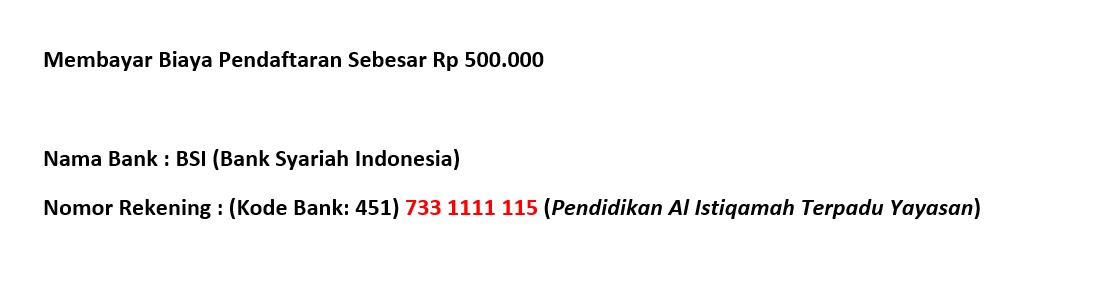 Membayar Biaya Pendaftaran Sebesar Rp 500.000
Nama Bank : BSI (Bank Syariah Indonesia)
Nomor Rekening : (Kode Bank: 451) 733 1111 115 (Pendidikan Al Istiqamah Terpadu Yayasan)